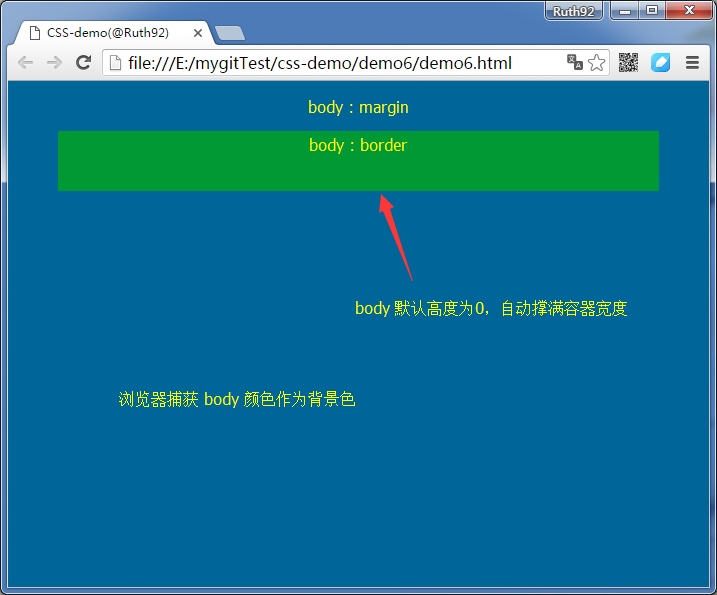 Ruth92
CSS-demo(@Ruth92)
file:///E:/mygitTest/css-demo/demo6/demo6.html
body：margin
body：border
body 默认高度为0，自动撑满容器宽度
浏览器捕获 body 颜色作为背景色